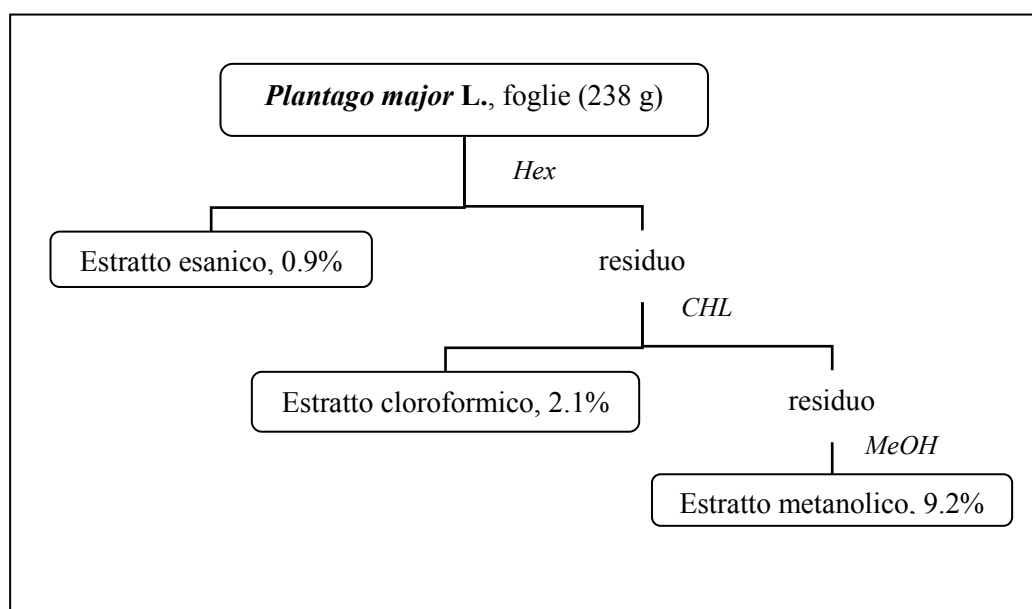 Plantago major L., foglie (238 g)
Hex
Estratto esanico, 0.9%
residuo
CHL
Estratto cloroformico, 2.1%
residuo
MeOH
Estratto metanolico, 9.2%